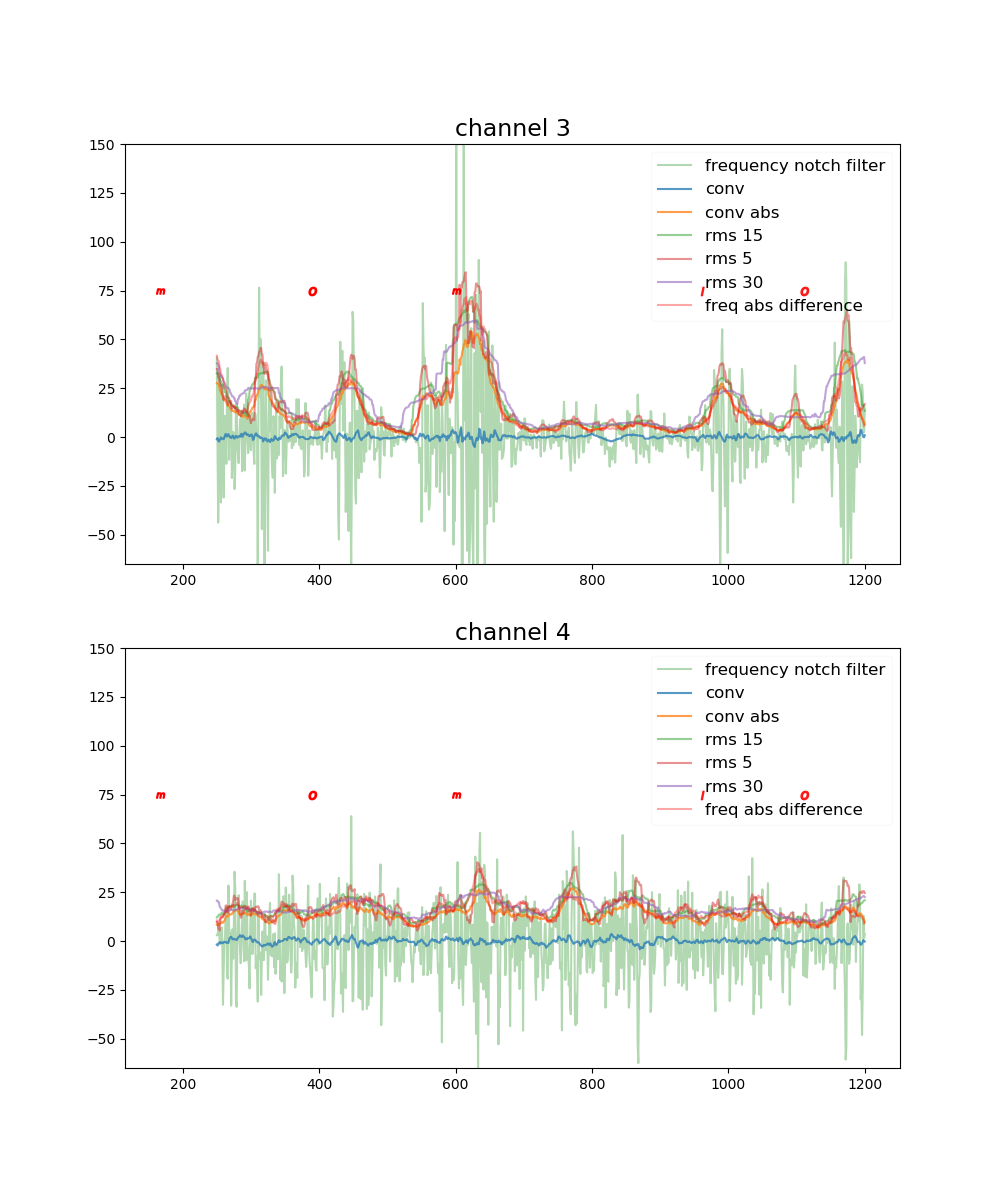 channel 3
150
125
100
75
50
25
0
−25
−50
frequency notch filter
conv
conv abs
rms 15
rms 5
rms 30
freq abs difference
m o m l o
200 400 600 800 1000 1200
channel 4
150
125
100
75
50
25
0
−25
−50
frequency notch filter
conv
conv abs
rms 15
rms 5
rms 30
freq abs difference
m o m l o
200 400 600 800 1000 1200